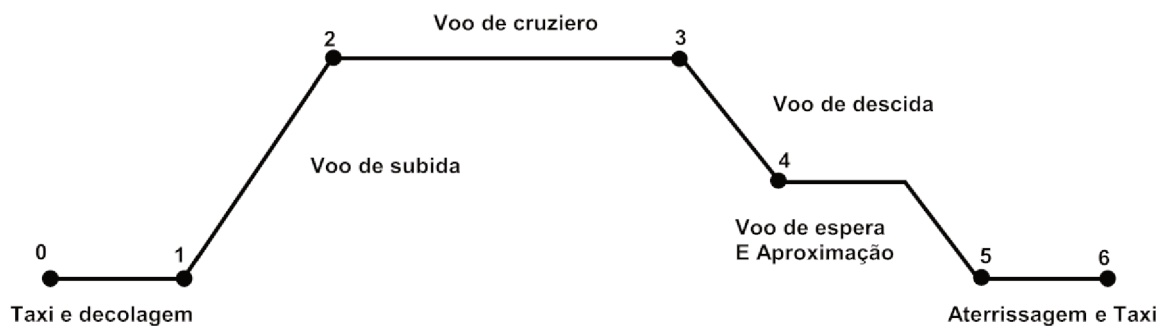 Voo de cruziero
2
3
Voo de descida
Voo de subida
4
Voo de espera
E Aproximação
0
1
5
6
Taxi e decolagem
Aterrissagem e Taxi